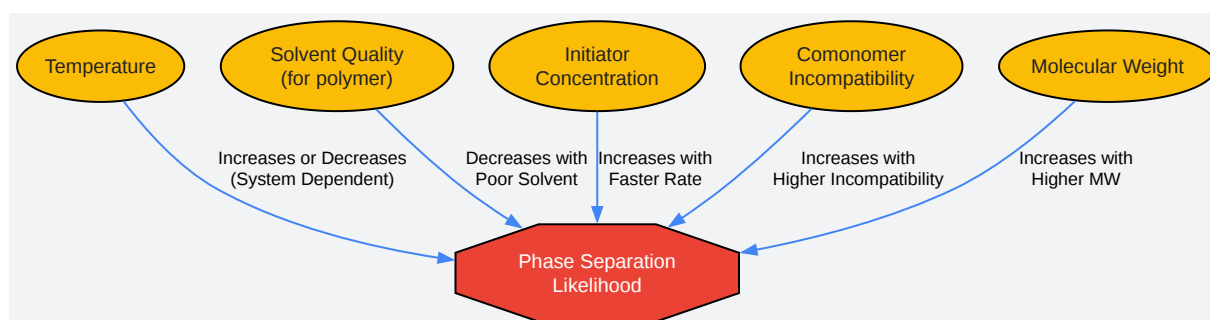 Temperature
Solvent Quality
(for polymer)
Initiator
Concentration
Comonomer
Incompatibility
Molecular Weight
Increases or Decreases
(System Dependent)
Decreases with
Poor Solvent
Increases with
Faster Rate
Increases with
Higher Incompatibility
Increases with
Higher MW
Phase Separation
Likelihood